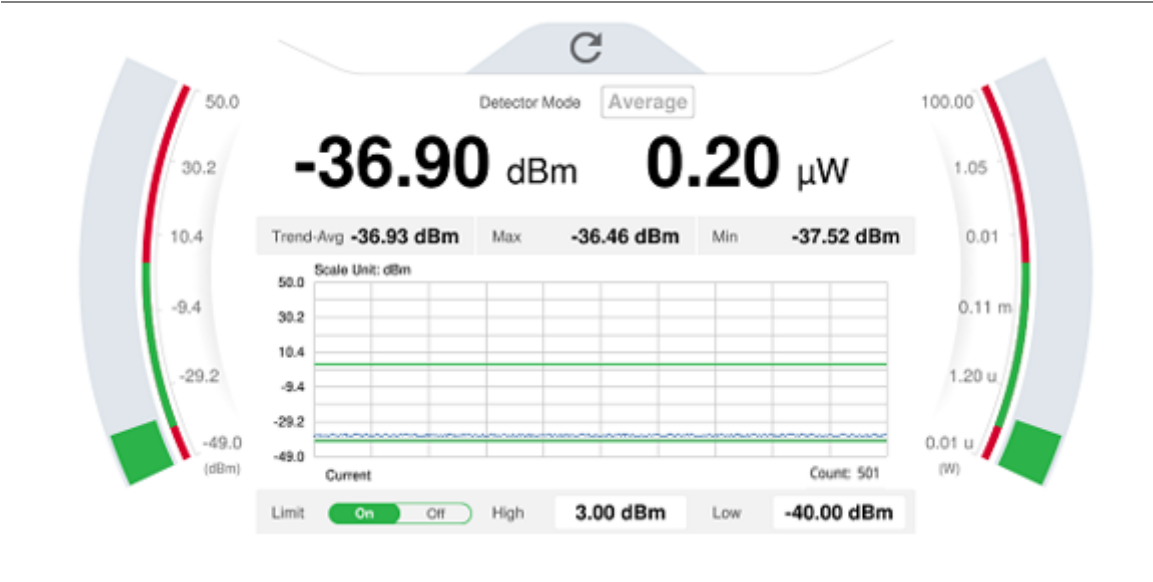 Detector Mode Average
50.0
30.2
10.4
-9.4
-29.2
-49.0
(dBm)
-36.90 dBm 0.20 µW
Trend-Avg -36.93 dBm Max -36.46 dBm Min -37.52 dBm
Scale Unit: dBm
50.0
30.2
10.4
-9.4
-29.2
-49.0
Current Count: 501
Limit On Off High 3.00 dBm Low -40.00 dBm
100.00
1.05
0.01
0.11 m
1.20 u
0.01 u
(W)